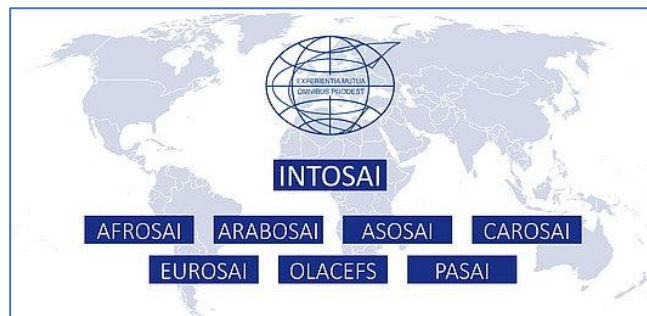 EXPERIENTIA MUTUA
OMNIBUS PRODEST
INTOSAI
AFROSAI ARABOSAI ASOSAI CAROSAI
EUROSAI OLACEFS PASAI